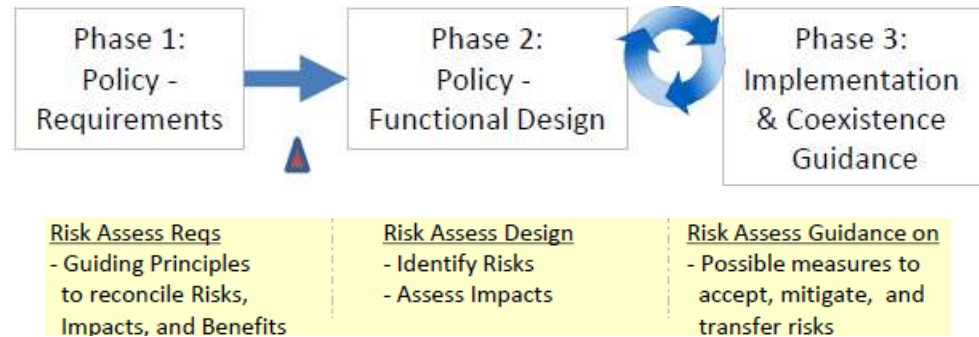 Phase 1:
Policy -
Requirements
Phase 2:
Policy -
Functional Design
Phase 3:
Implementation
& Coexistence
Guidance
Risk Assess Reqs
- Guiding Principles
to reconcile Risks,
Impacts, and Benefits
Risk Assess Design
- Identify Risks
- Assess Impacts
Risk Assess Guidance on
- Possible measures to
accept, mitigate, and
transfer risks